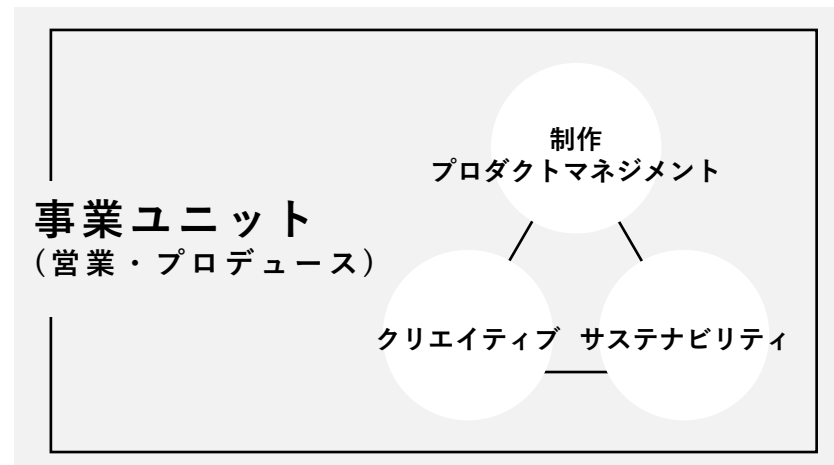 制作
プロダクトマネジメント
事業ユニット
(営業・プロデュース)
クリエイティブ
サステナビリティ